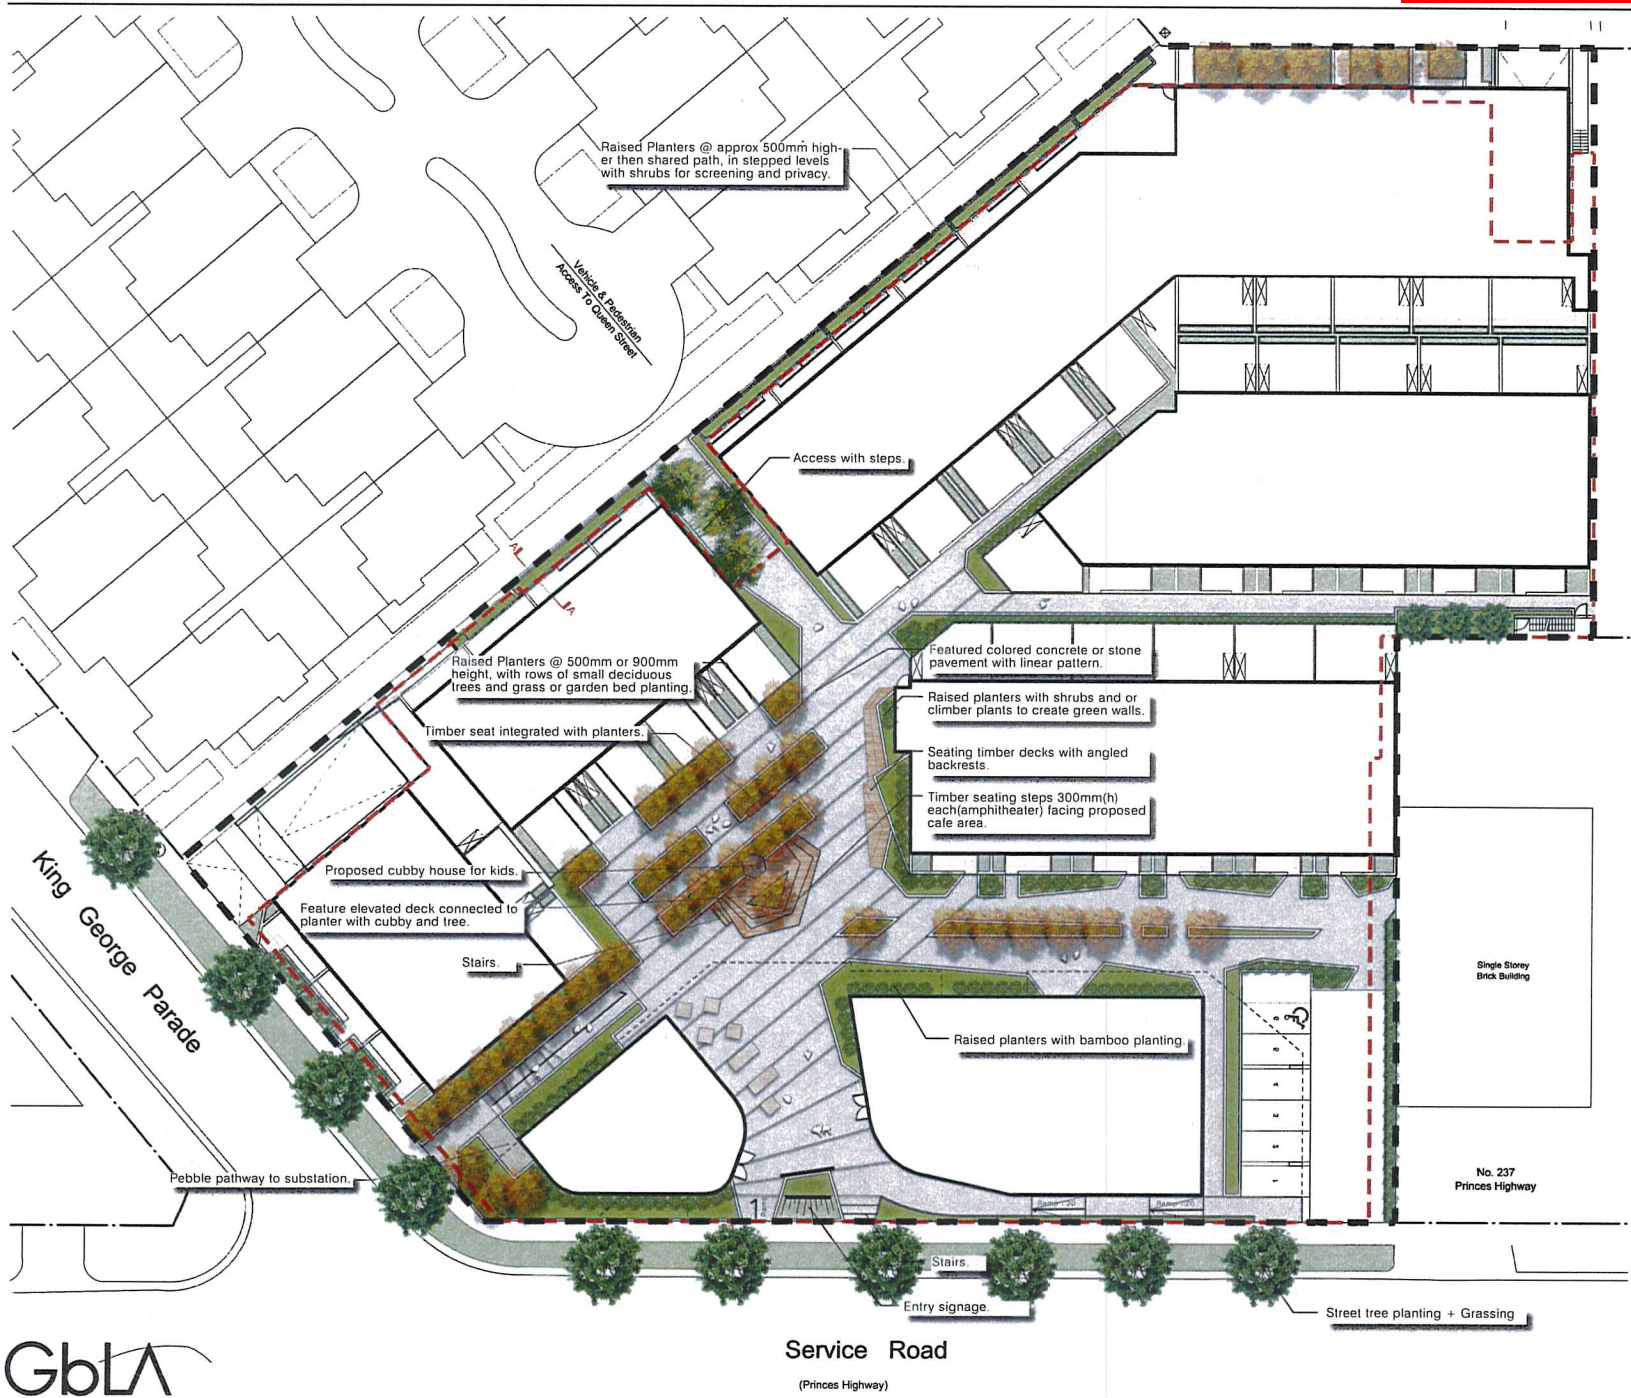 Raised Planters @ approx 500mm high-
er then shared path, in stepped levels
with shrubs for screening and privacy.
Vehicle & Pedestrian
Access To Queen Street
Access with steps.
A
A
Raised Planters @ 500mm or 900mm
height, with rows of small deciduous
trees and grass or garden bed planting.
Featured colored concrete or stone
pavement with linear pattern.
Raised planters with shrubs and or
climber plants to create green walls.
Timber seat integrated with planters.
Seating timber decks with angled
backrests.
Timber seating steps 300mm(h)
each(amphitheater) facing proposed
cafe area.
Proposed cubby house for kids.
Feature elevated deck connected to
planter with cubby and tree.
Stairs.
King George Parade
Single Storey
Brick Building
Raised planters with bamboo planting.
Pebble pathway to substation.
No. 237
Princes Highway
1
Stairs.
Entry signage.
Street tree planting + Grassing
Service Road
(Princes Highway)
GbLA